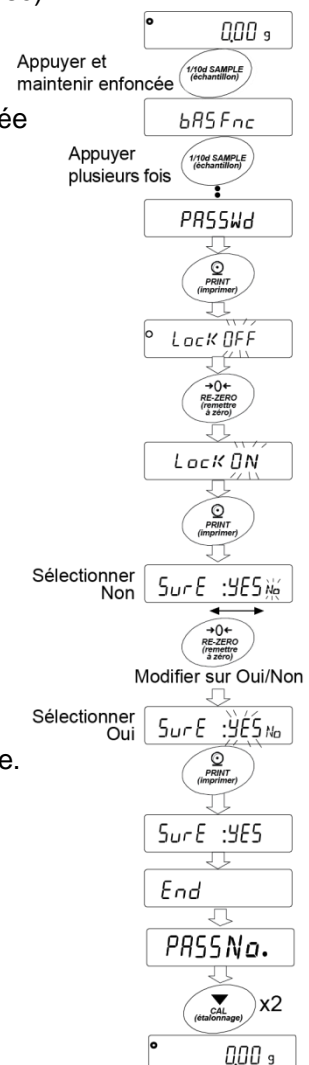 0.00 g
Appuyer et
maintenir enfoncée
1/10d SAMPLE
(échantillon)
ée
bASFnc
Appuyer
plusieurs fois
1/10d SAMPLE
(échantillon)
PASSWd
PRINT
(imprimer)
LocK OFF
→0←
RE-ZERO
(remettre
à zéro)
LocK ON
PRINT
(imprimer)
Sélectionner
Non
SurE :YES No
→0←
RE-ZERO
(remettre
à zéro)
Modifier sur Oui/Non
Sélectionner
Oui
SurE :YES No
e.
PRINT
(imprimer)
SurE :YES
End
PASSNo.
CAL
(étalonnage)
x2
0.00 g